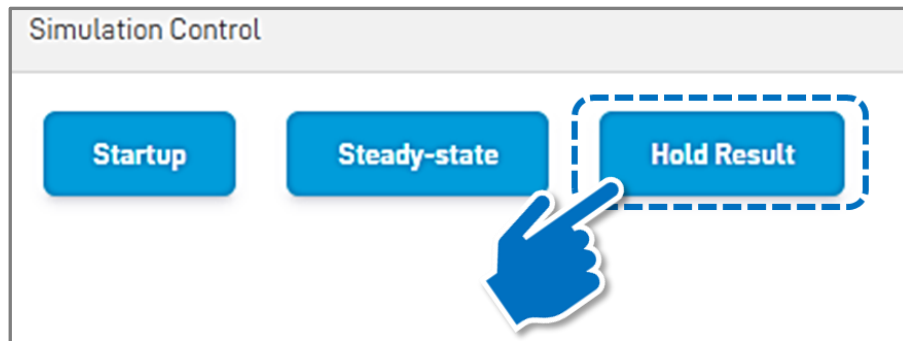 Simulation Control
Startup
Steady-state
Hold Result